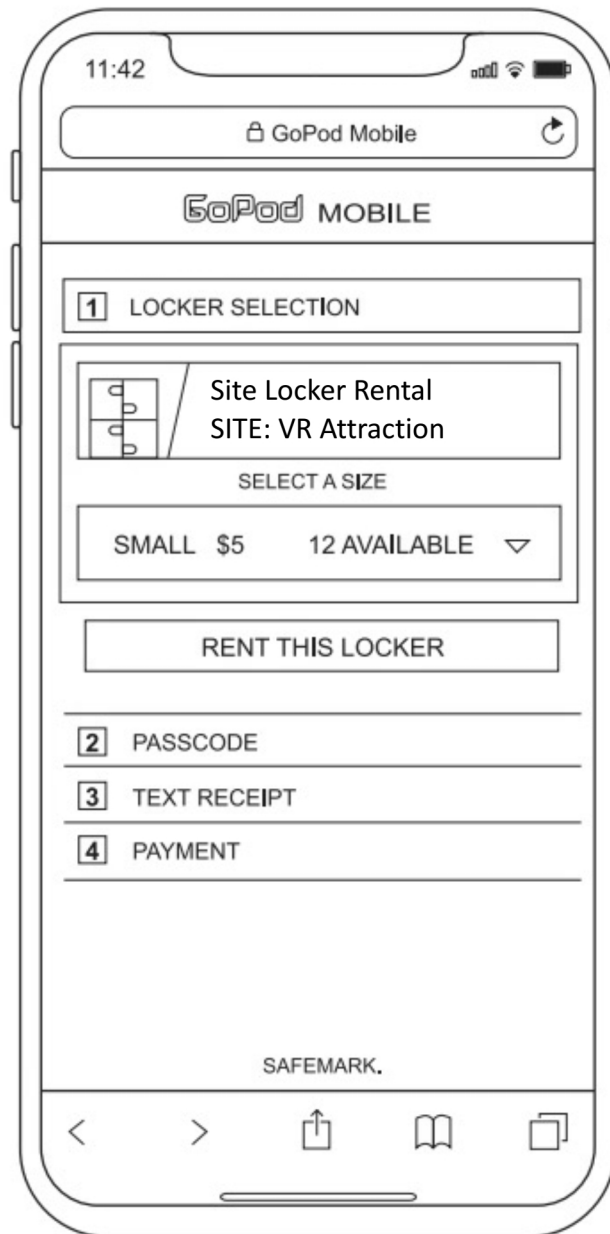 11:42
GoPod Mobile
GoPod MOBILE
1 LOCKER SELECTION
Site Locker Rental
SITE: VR Attraction
SELECT A SIZE
SMALL $5 12 AVAILABLE
RENT THIS LOCKER
2 PASSCODE
3 TEXT RECEIPT
4 PAYMENT
SAFEMARK.